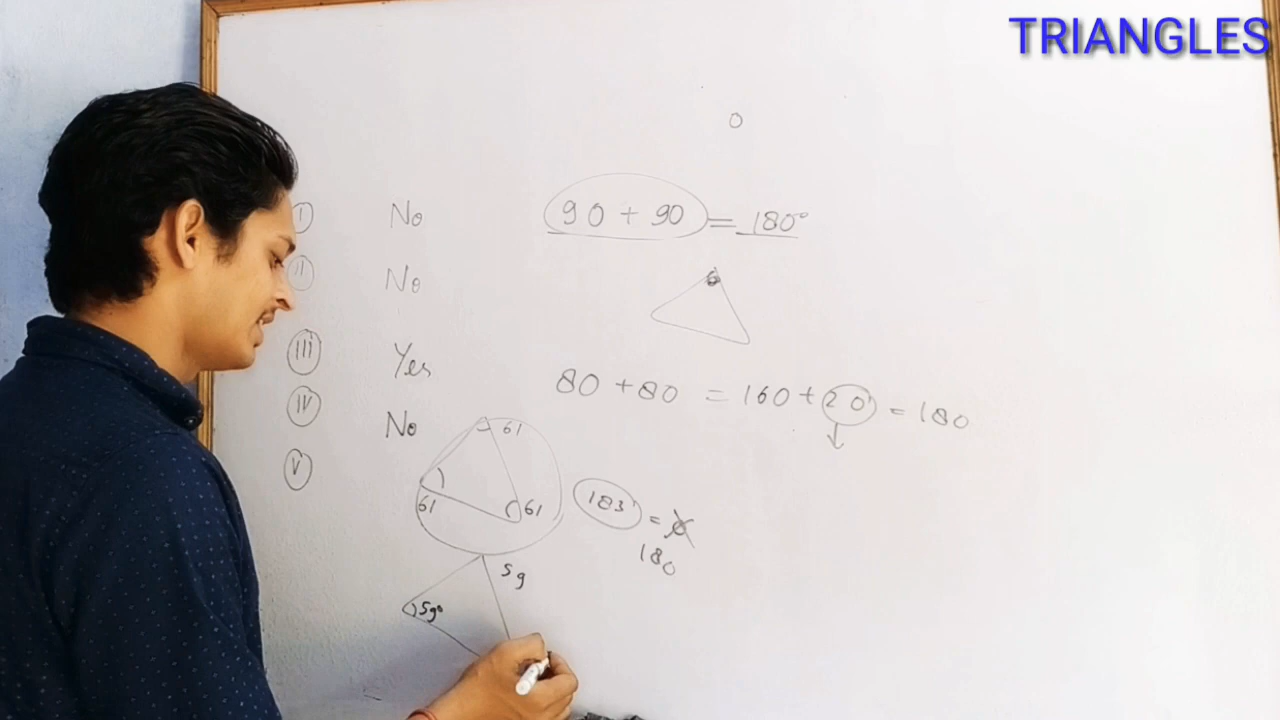 TRIANGLES
0
I No 90 + 90 = 180°
II No
III Yes 80 + 80 = 160 + 20 = 180
IV No
V
61
61 61
183 =
180
59
59°